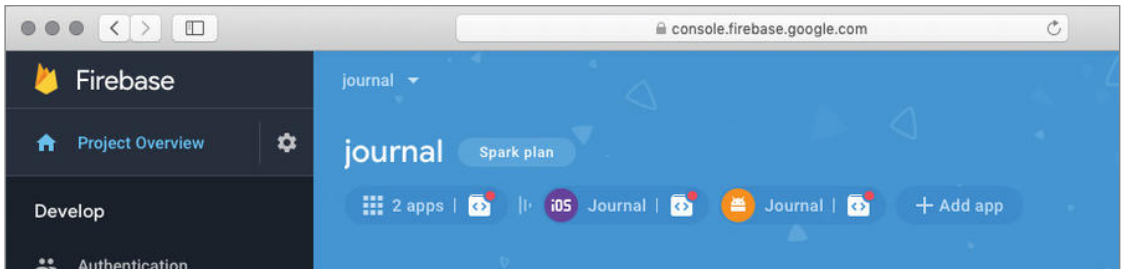 console.firebase.google.com
Firebase
journal
Project Overview
journal Spark plan
2 apps | iOS Journal | Journal | + Add app
Develop
Authentication